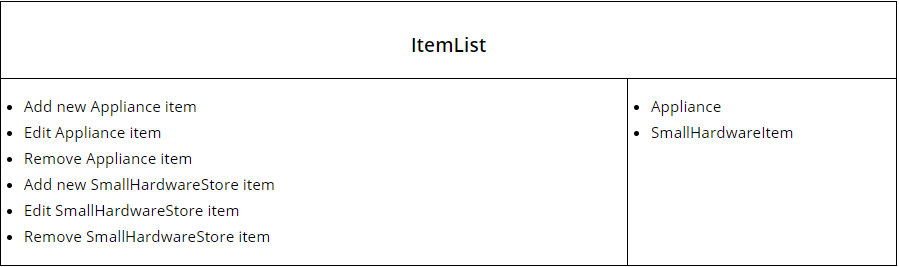 ItemList
Add new Appliance item
Edit Appliance item
Remove Appliance item
Add new SmallHardwareStore item
Edit SmallHardwareStore item
Remove SmallHardwareStore item
Appliance
SmallHardwareItem